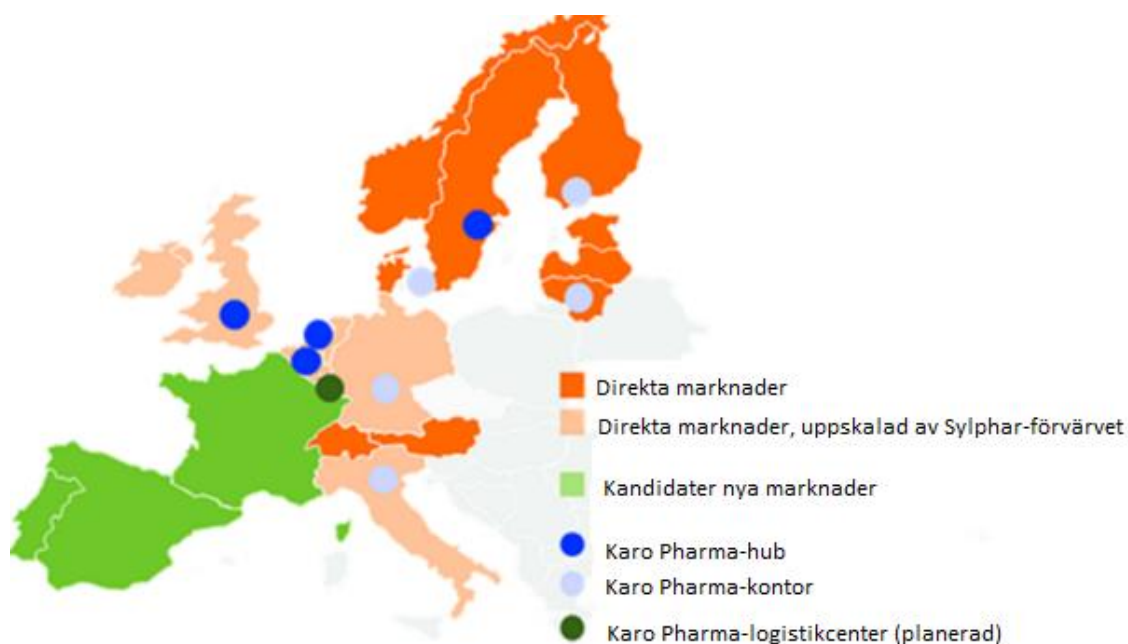 Direkta marknader
Direkta marknader, uppskalad av Sylphar-förvärvet
Kandidater nya marknader
Karo Pharma-hub
Karo Pharma-kontor
Karo Pharma-logistikcenter (planerad)